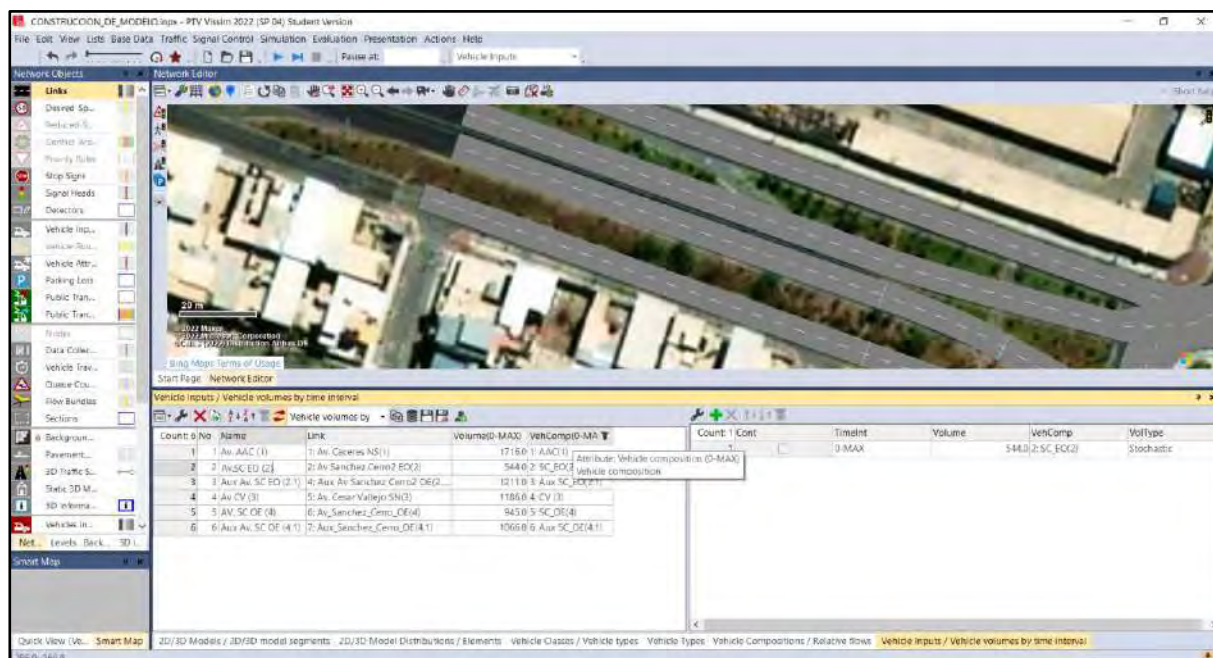 CONSTRUCCION_DE_MODELO.inpx - PTV Vissim 2022 (SP 04) Student Version
File Edit View Lists Base Data Traffic Signal Control Simulation Evaluation Presentation Actions Help
Pause at: Vehicle Inputs
Network Objects
Network Editor
Links
Desired Sp...
Reduced S...
Conflict Are...
Priority Rules
Stop Signs
Signal Heads
Detectors
Vehicle Inp...
Vehicle Rou...
Vehicle Attr...
Parking Lots
Public Tran...
Public Tran...
Nodes
Data Collec...
Vehicle Trav...
Queue Cou...
Flow Bundles
Sections
Backgroun...
Pavement...
3D Traffic S...
Static 3D M...
3D Informa...
Vehicles In...
Net... Levels Back... 3D I...
Smart Map
Quick View (Ve... Smart Map
20 m
© 2022 Maxar
Bing Maps Terms of Usage
Start Page Network Editor
Vehicle Inputs / Vehicle volumes by time interval
Vehicle volumes by
Count: 6 No Name Link Volume(0-MAX) VehComp(0-MA
1 1 Av. AAC (1) 1: Av. Caceres NS(1) 1716.0 1: AAC(1)
2 2 Av.SC EO (2) 2: Av Sanchez Cerro2 EO(2) 544.0 2: SC_EO(2
3 3 Aux Av. SC EO (2.1) 4: Aux Av Sanchez Cerro2 OE(2... 1211.0 3: Aux SC_EO(2.1)
4 4 Av CV (3) 5: Av. Cesar Vallejo SN(3) 1186.0 4: CV (3)
5 5 AV. SC OE (4) 6: Av_Sanchez_Cerro_OE(4) 945.0 5: SC_OE(4)
6 6 Aux Av. SC OE (4.1) 7: Aux_Sanchez_Cerro_OE(4.1) 1066.0 6: Aux SC_OE(4.1)
Attribute: Vehicle composition (0-MAX)
Vehicle composition
Count: 1 Cont TimeInt Volume VehComp VolType
0-MAX 544.0 2: SC_EO(2) Stochastic
2D/3D Models / 2D/3D model segments 2D/3D Model Distributions / Elements Vehicle Classes / Vehicle types Vehicle Types Vehicle Compositions / Relative flows Vehicle Inputs / Vehicle volumes by time interval